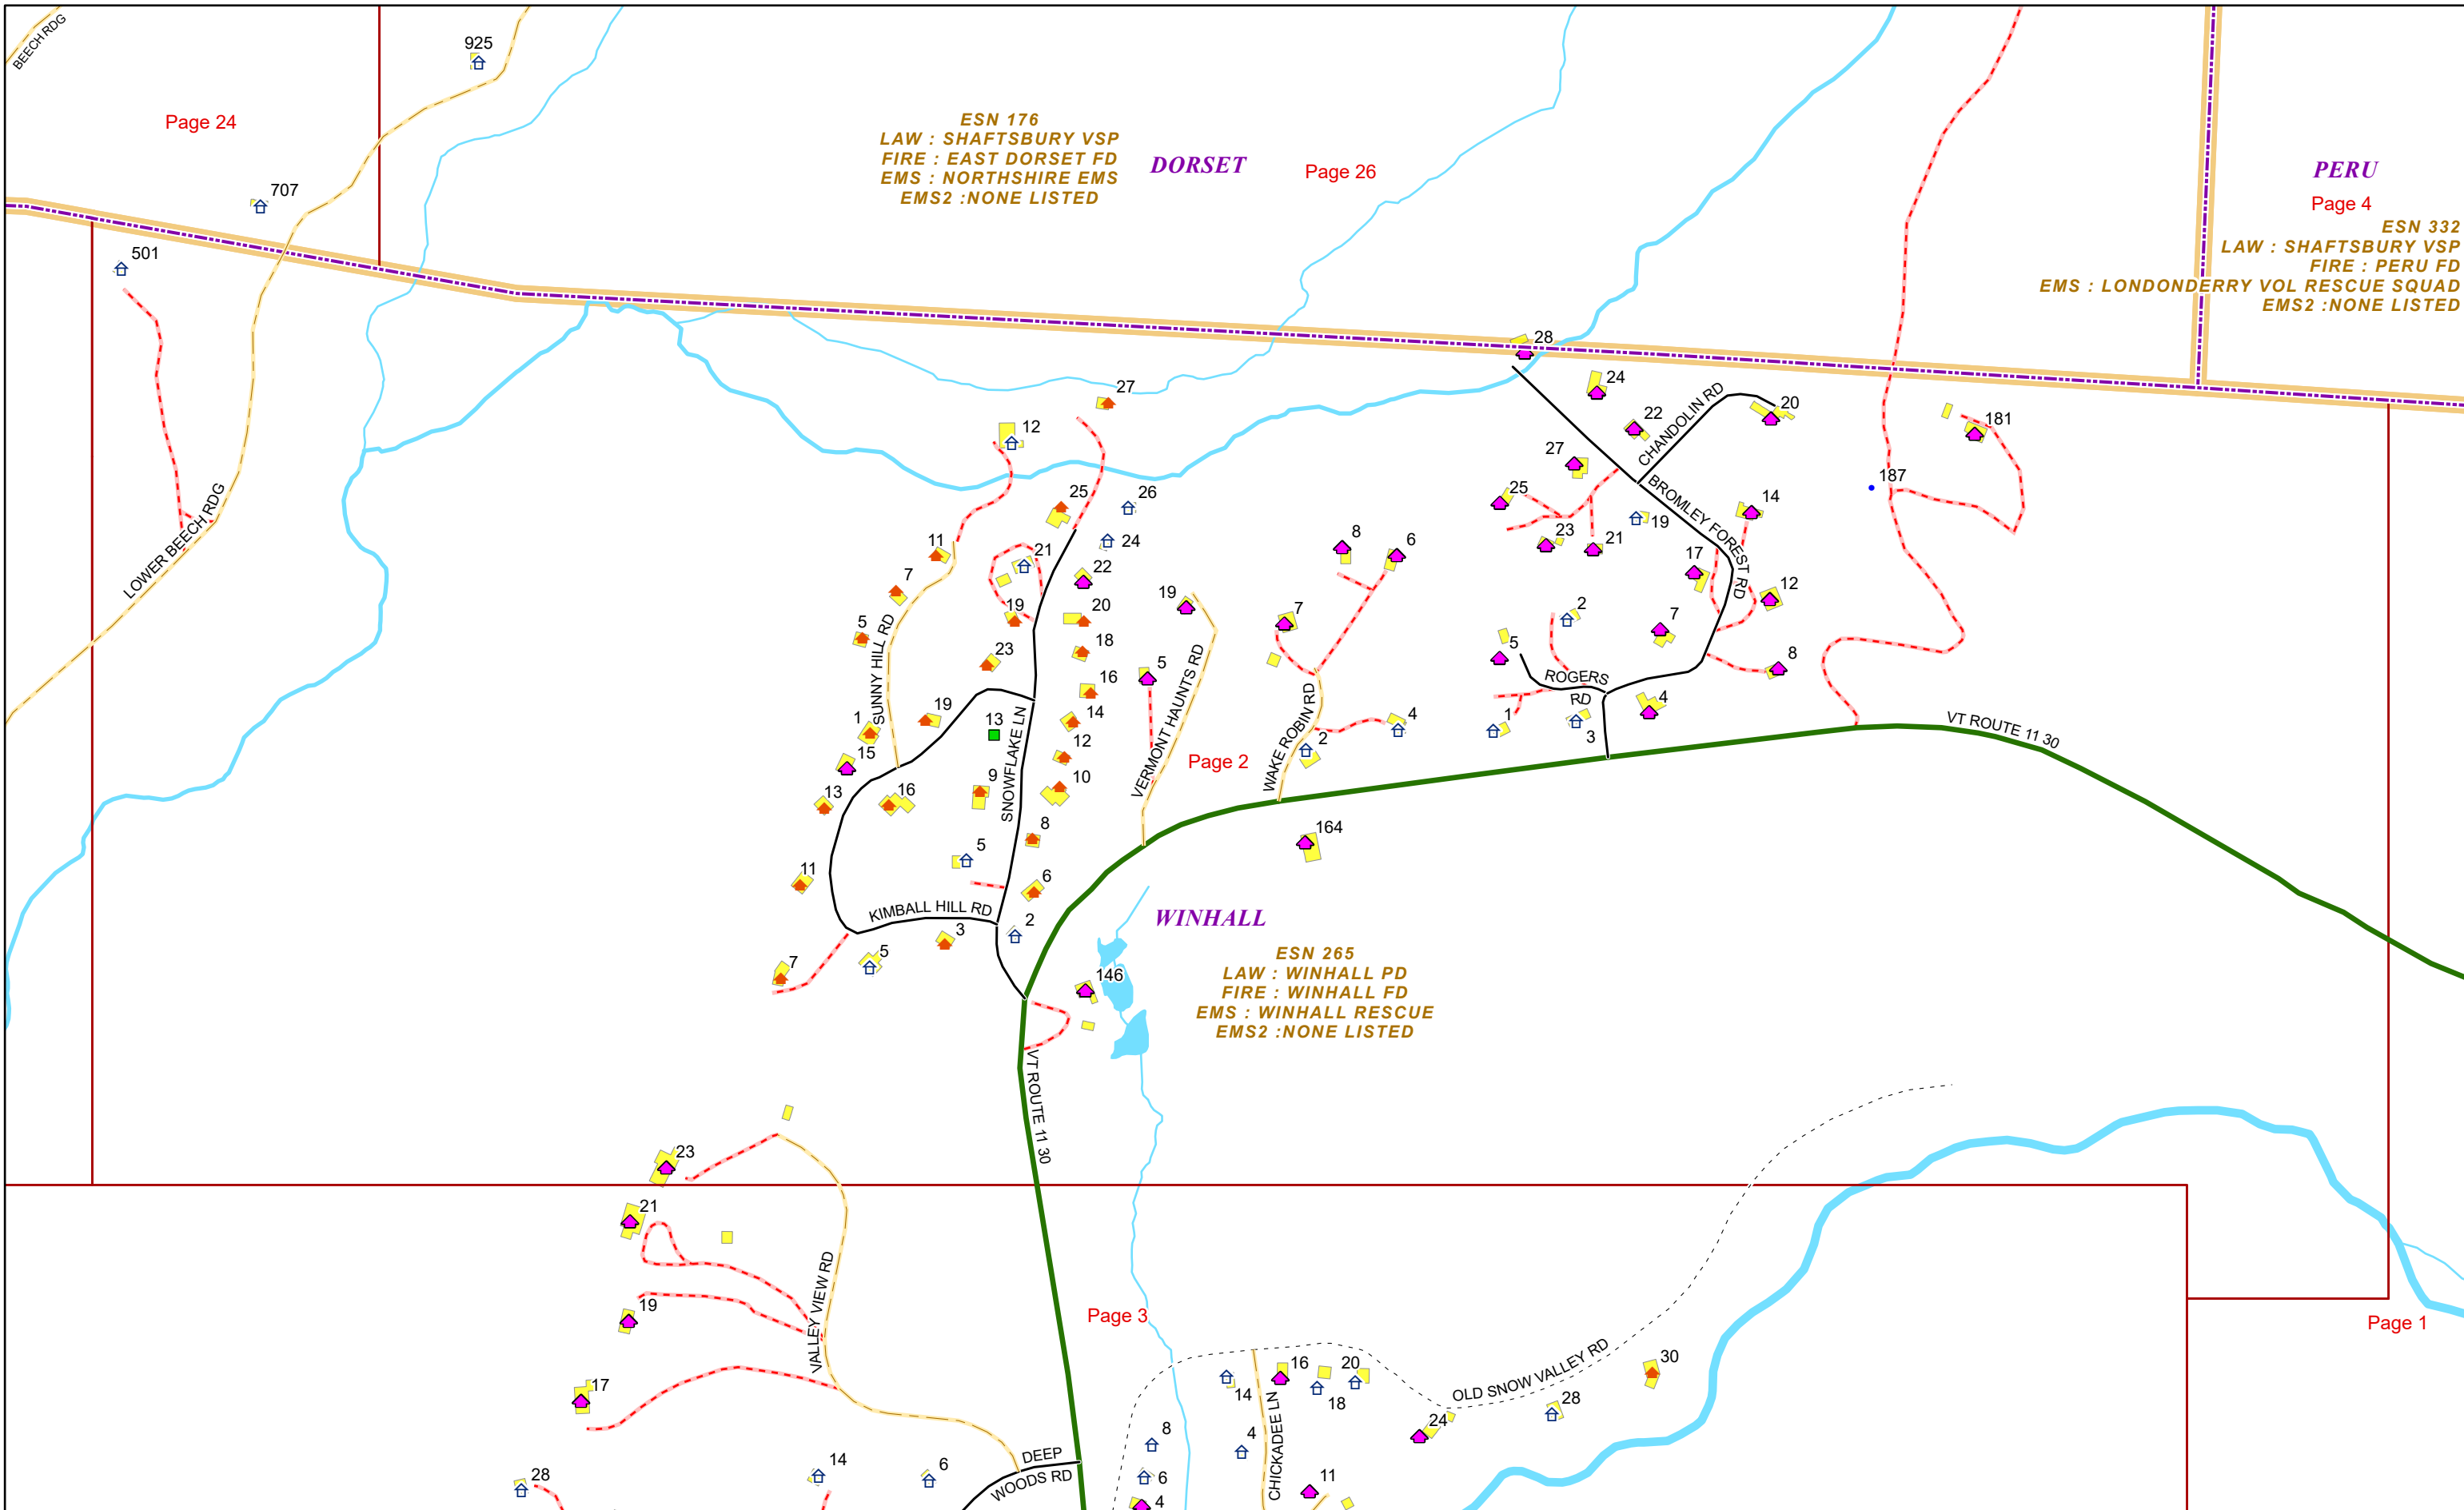 BEECH RDG
925
Page 24
ESN 176
LAW : SHAFTSBURY VSP
FIRE : EAST DORSET FD
EMS : NORTHSHIRE EMS
EMS2 :NONE LISTED
DORSET
Page 26
PERU
Page 4
ESN 332
LAW : SHAFTSBURY VSP
FIRE : PERU FD
EMS : LONDONDERRY VOL RESCUE SQUAD
EMS2 :NONE LISTED
707
501
28
24
27
12
22
CHANDOLIN RD
20
181
27
187
25
25
26
BROMLEY FOREST RD
14
LOWER BEECH RDG
11
21
24
8
6
23
21
19
7
22
17
12
5
SUNNY HILL RD
19
20
19
7
2
7
23
18
5
VERMONT HAUNTS RD
5
8
16
ROGERS
RD
4
1
19
13
SNOWFLAKE LN
14
WAKE ROBIN RD
4
2
1
3
VT ROUTE 11 30
15
12
Page 2
13
16
9
10
8
164
11
5
6
KIMBALL HILL RD
2
WINHALL
3
7
5
146
ESN 265
LAW : WINHALL PD
FIRE : WINHALL FD
EMS : WINHALL RESCUE
EMS2 :NONE LISTED
VT ROUTE 11 30
23
21
VALLEY VIEW RD
19
Page 3
Page 1
17
16
20
30
14
18
CHICKADEE LN
OLD SNOW VALLEY RD
28
24
8
4
DEEP
WOODS RD
28
14
6
6
11
4